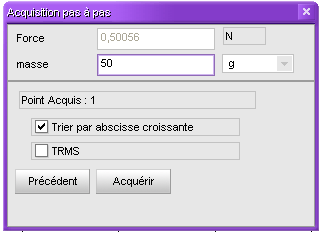 Acquisition pas à pas
Force 0,50056 N
masse 50 g
Point Acquis : 1
Trier par abscisse croissante
TRMS
Précédent Acquérir